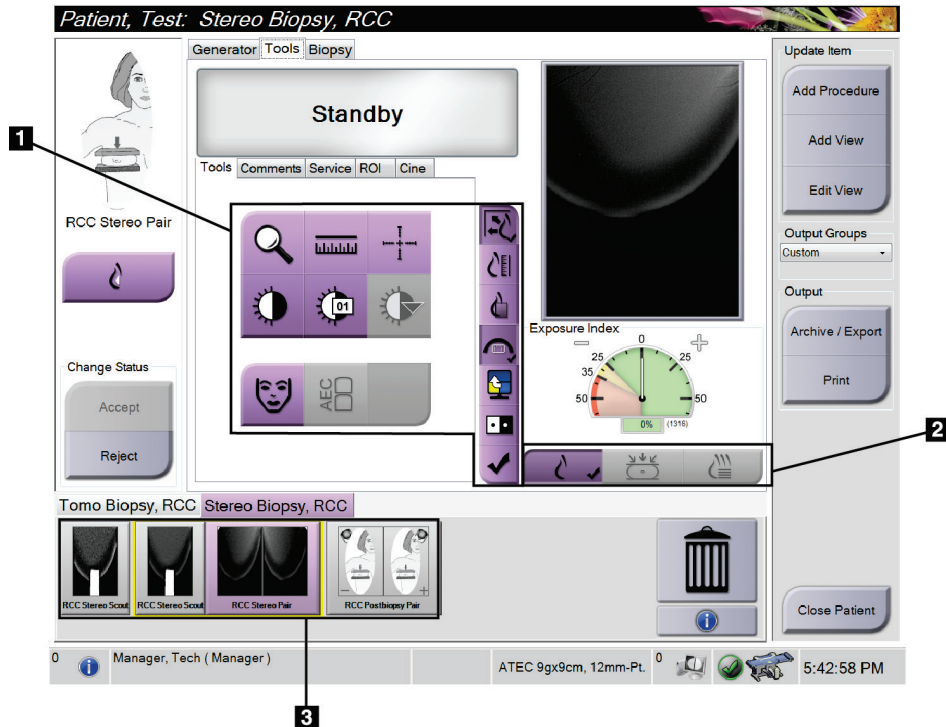 Patient, Test: Stereo Biopsy, RCC
Generator Tools Biopsy
Update Item
Add Procedure
Add View
Edit View
Output Groups
Custom
Output
Archive / Export
Print
Close Patient
1
RCC Stereo Pair
Change Status
Accept
Reject
Standby
Tools Comments Service ROI Cine
01
AEC
Exposure Index
0
25 25
35
50 50
0% (1316)
2
Tomo Biopsy, RCC Stereo Biopsy, RCC
RCC Stereo Scout RCC Stereo Scout RCC Stereo Pair RCC Postbiopsy Pair
− +
0 Manager, Tech ( Manager ) ATEC 9gx9cm, 12mm-Pt. 0 5:42:58 PM
3